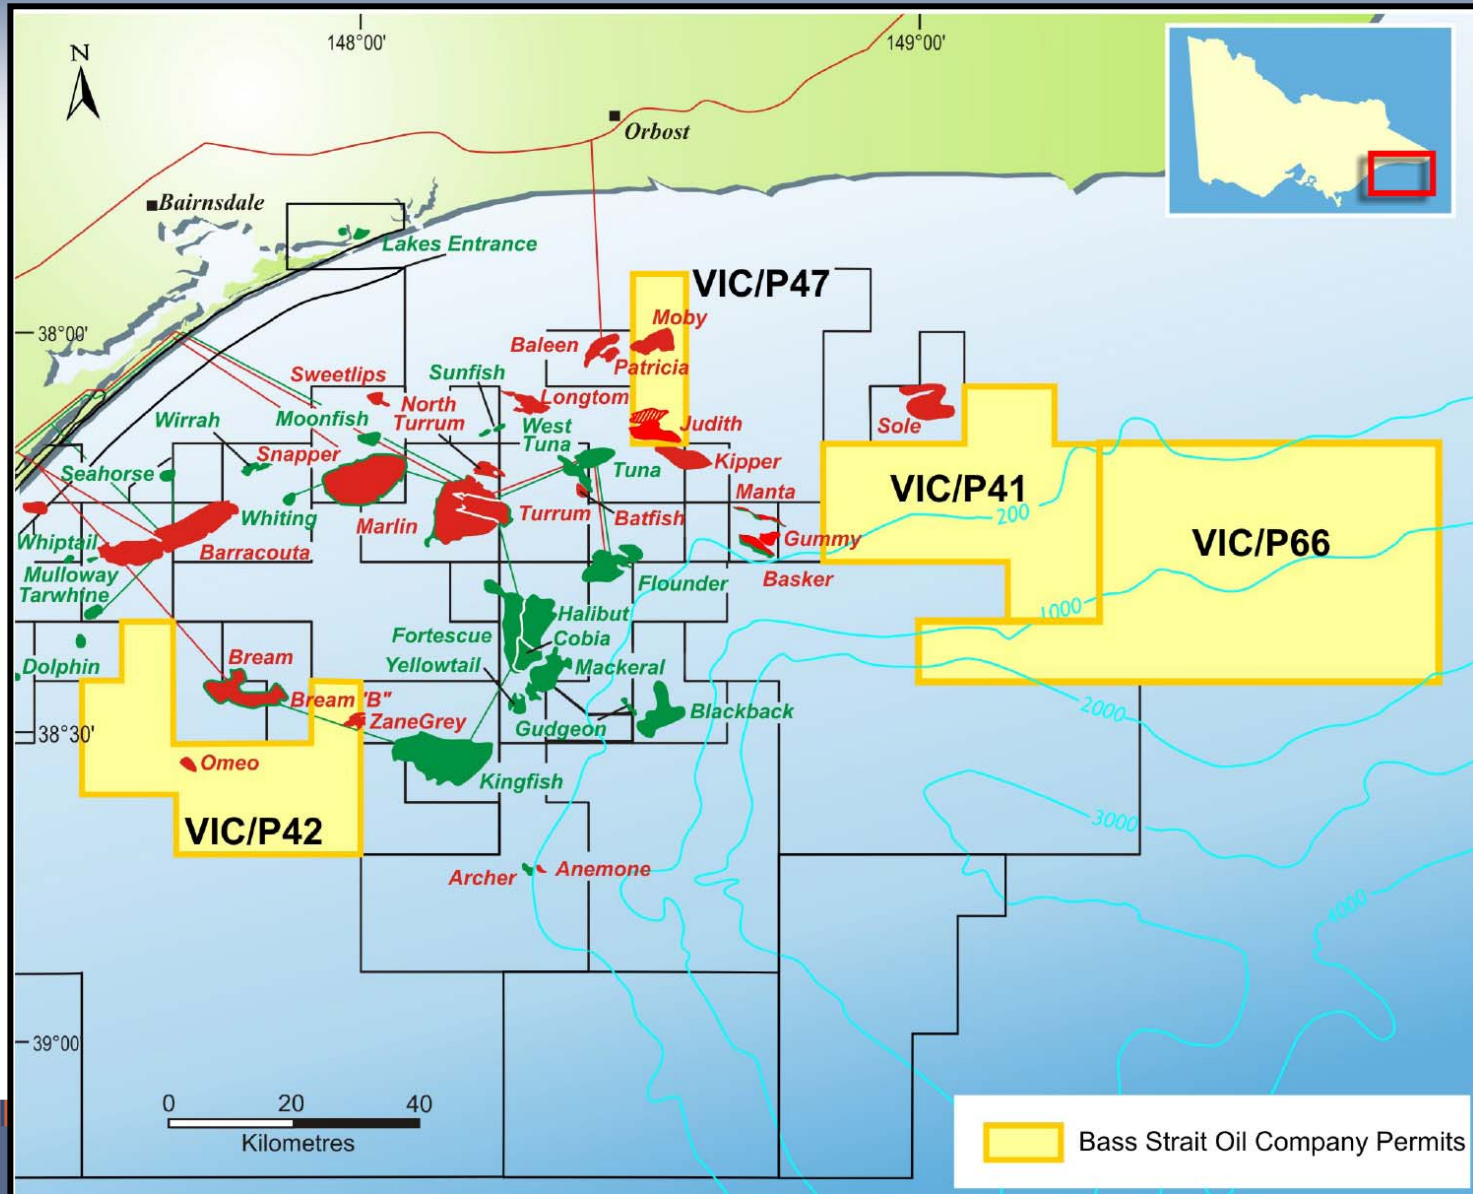 N
148°00'
149°00'
Orbost
Bairnsdale
Lakes Entrance
VIC/P47
38°00'
Moby
Baleen
Patricia
Sunfish
Sweetlips
Longtom
North
Turrum
Moonfish
Wirrah
West
Tuna
Judith
Sole
Snapper
Seahorse
Tuna
Kipper
VIC/P41
Manta
Whiting
Marlin
Turrum
Batfish
200
Whiptail
Barracouta
Gummy
VIC/P66
Mulloway
Tarwhine
Flounder
Basker
1000
Halibut
Fortescue
Cobia
Yellowtail
Mackeral
Dolphin
Bream
Bream "B"
ZaneGrey
Gudgeon
Blackback
2000
38°30'
Omeo
Kingfish
VIC/P42
3000
Archer
Anemone
4000
39°00'
0 20 40
Kilometres
Bass Strait Oil Company Permits